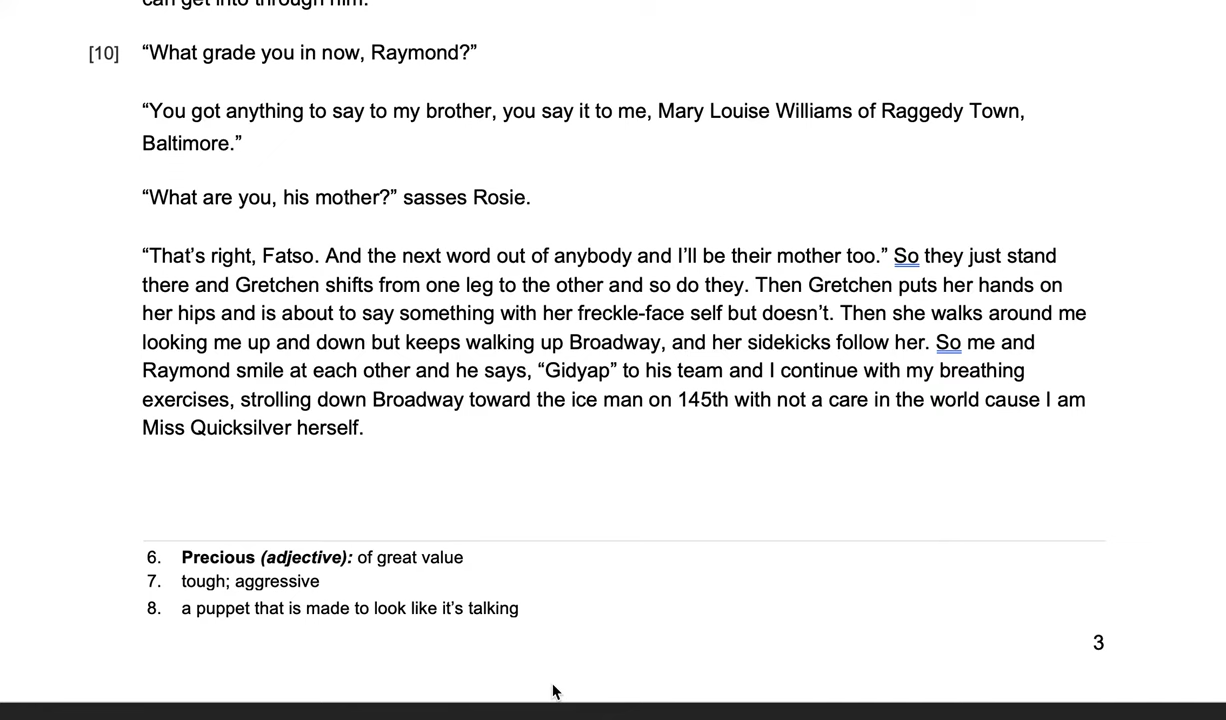 can get into through him.
[10] “What grade you in now, Raymond?”
“You got anything to say to my brother, you say it to me, Mary Louise Williams of Raggedy Town,
Baltimore.”
“What are you, his mother?” sasses Rosie.
“That’s right, Fatso. And the next word out of anybody and I’ll be their mother too.” So they just stand
there and Gretchen shifts from one leg to the other and so do they. Then Gretchen puts her hands on
her hips and is about to say something with her freckle-face self but doesn’t. Then she walks around me
looking me up and down but keeps walking up Broadway, and her sidekicks follow her. So me and
Raymond smile at each other and he says, “Gidyap” to his team and I continue with my breathing
exercises, strolling down Broadway toward the ice man on 145th with not a care in the world cause I am
Miss Quicksilver herself.
6. Precious (adjective): of great value
7. tough; aggressive
8. a puppet that is made to look like it’s talking
3